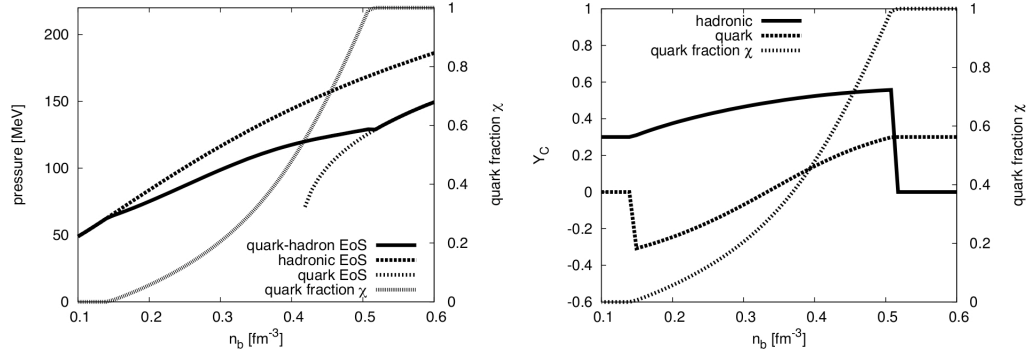 pressure [MeV]
220
200
150
100
50
0
quark-hadron EoS
hadronic EoS
quark EoS
quark fraction χ
1
0.8
0.6
0.4
0.2
0
quark fraction χ
0.1 0.2 0.3 0.4 0.5 0.6
n_b [fm⁻³]
Y_C
1
0.8
0.6
0.4
0.2
0
-0.2
-0.4
-0.6
hadronic
quark
quark fraction χ
1
0.8
0.6
0.4
0.2
0
quark fraction χ
0.1 0.2 0.3 0.4 0.5 0.6
n_b [fm⁻³]